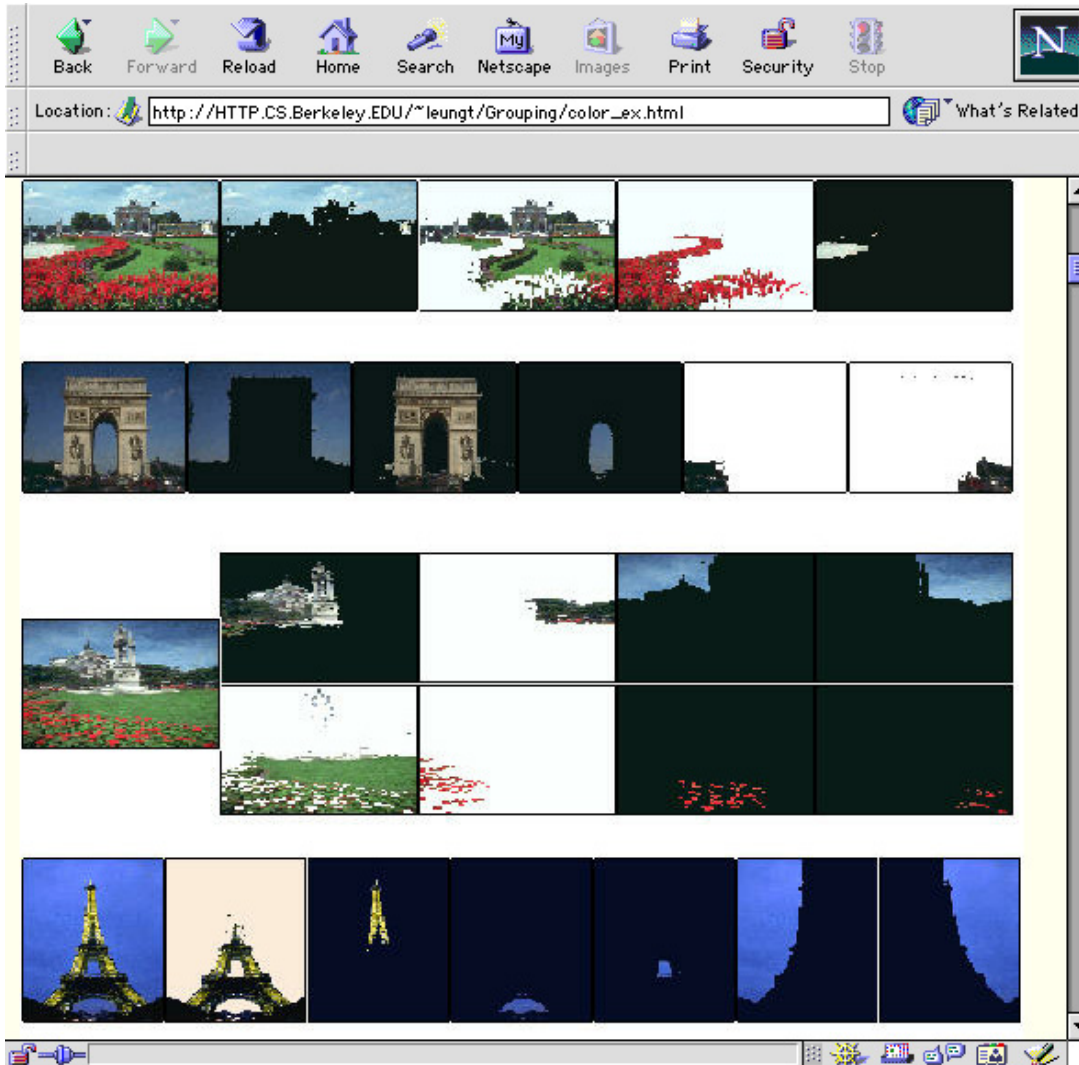 N
Back Forward Reload Home Search Netscape Images Print Security Stop
My
Location: http://HTTP.CS.Berkeley.EDU/~leungt/Grouping/color_ex.html What's Related